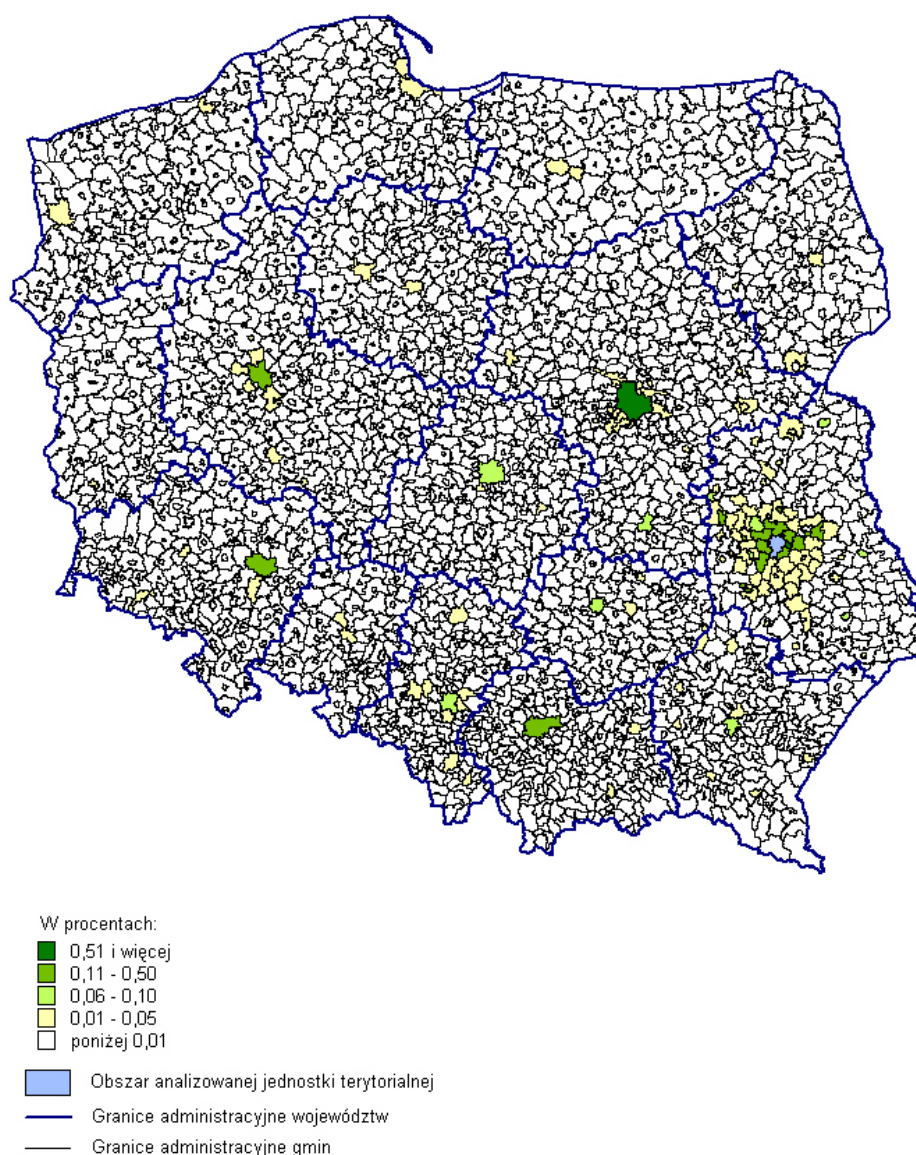 W procentach:
0,51 i więcej
0,11 - 0,50
0,06 - 0,10
0,01 - 0,05
poniżej 0,01
Obszar analizowanej jednostki terytorialnej
Granice administracyjne województw
Granice administracyjne gmin